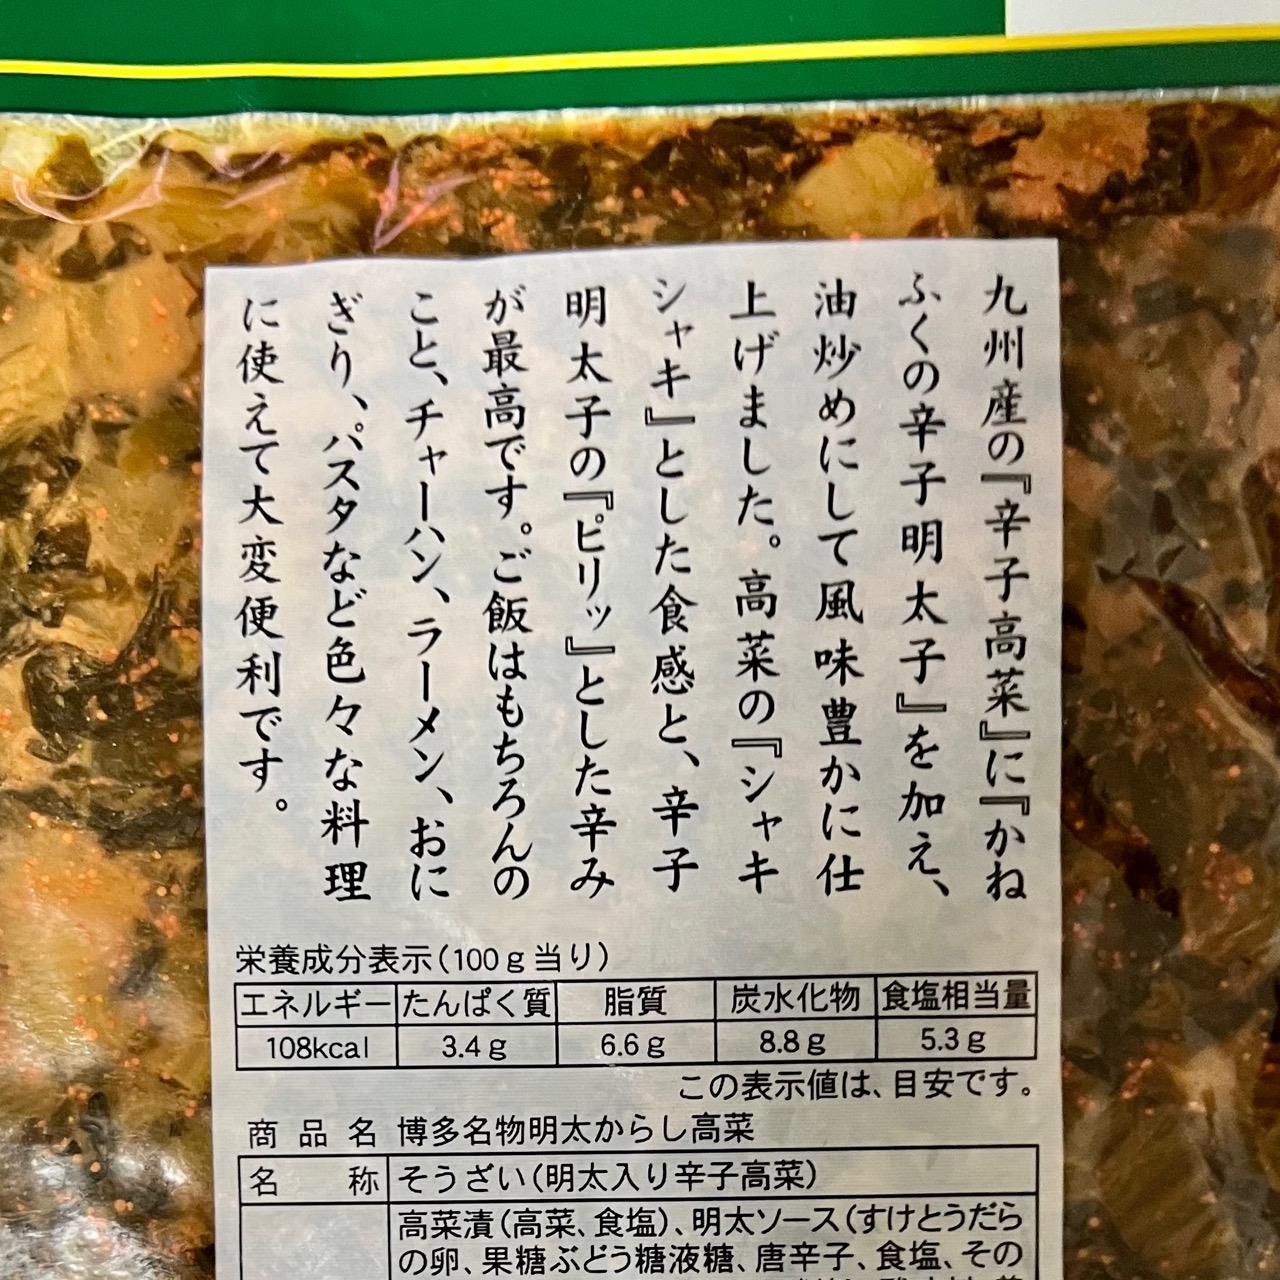 九州産の『辛子高菜』に『かね
ふくの辛子明太子』を加え、
油炒めにして風味豊かに仕
上げました。高菜の『シャキ
シャキ』とした食感と、辛子
明太子の『ピリッ』とした辛み
が最高です。ご飯はもちろんの
こと、チャーハン、ラーメン、おに
ぎり、パスタなど色々な料理
に使えて大変便利です。
栄養成分表示(100g当り)
エネルギー たんぱく質 脂質 炭水化物 食塩相当量
108kcal 3.4g 6.6g 8.8g 5.3g
この表示値は、目安です。
商品名 博多名物明太からし高菜
名称 そうざい(明太入り辛子高菜)
高菜漬(高菜、食塩)、明太ソース(すけとうだら
の卵、果糖ぶどう糖液糖、唐辛子、食塩、その